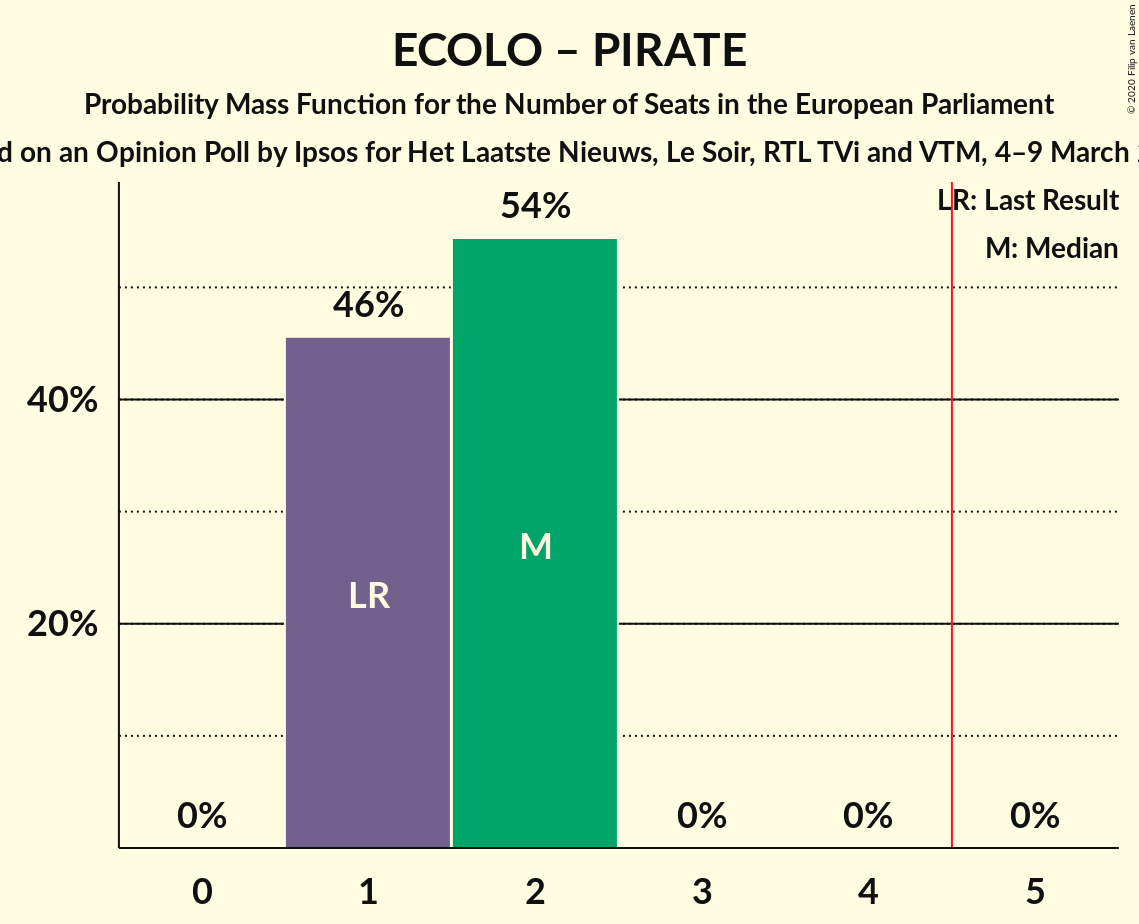 ECOLO – PIRATE
Probability Mass Function for the Number of Seats in the European Parliament
on an Opinion Poll by Ipsos for Het Laatste Nieuws, Le Soir, RTL TVi and VTM, 4–9 March
© 2020 Filip van Laenen
LR: Last Result
M: Median
54%
46%
40%
20%
M
LR
0%
0%
0%
0%
0 1 2 3 4 5